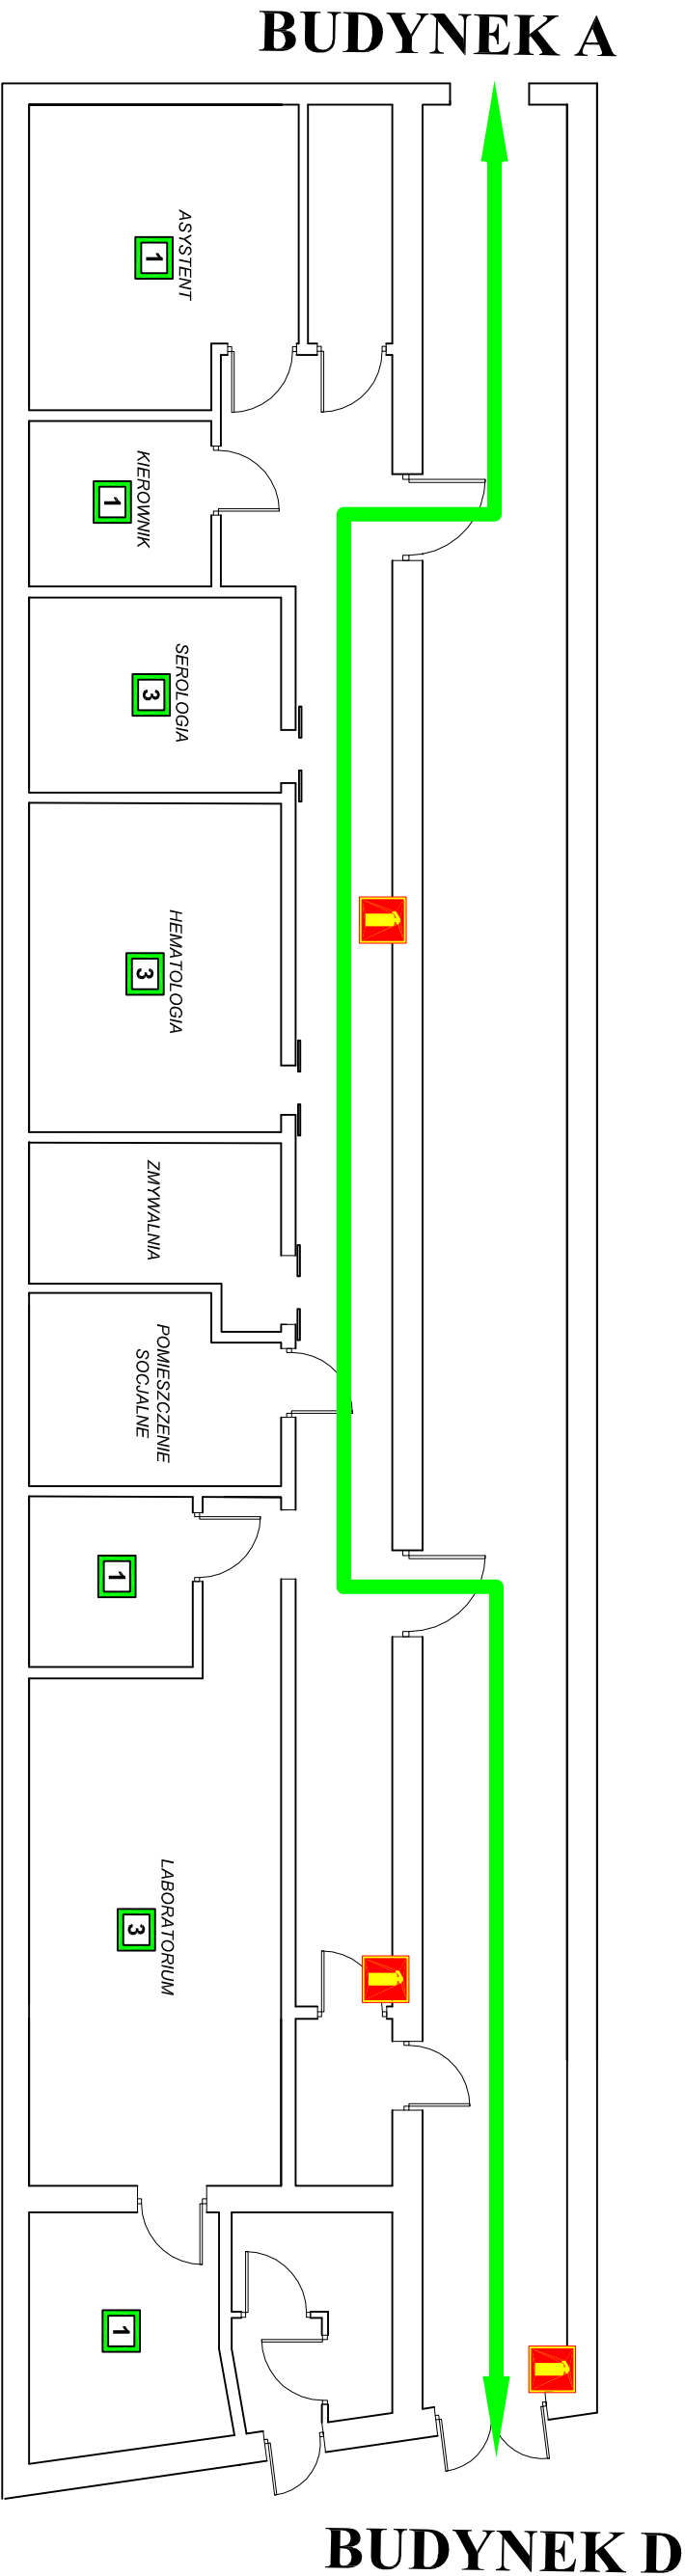 BUDYNEK A
ASYSTENT
1
KIEROWNIK
1
SEROLOGIA
3
HEMATOLOGIA
3
ZMYWALNIA
POMIESZCZENIE
SOCJALNE
1
LABORATORIUM
3
1
BUDYNEK D